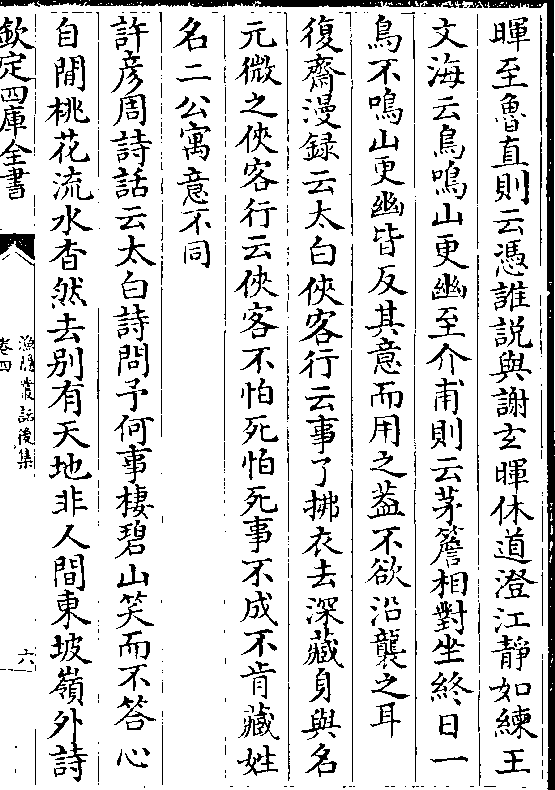 暉至魯直則云憑誰説與謝玄暉休道澄江静如練王
文海云鳥鳴山更幽至介甫則云茅簷相對坐終日一
鳥不鳴山更幽皆反其意而用之葢不欲沿襲之耳
復齋漫録云太白俠客行云事了拂衣去深藏身與名
元微之俠客行云俠客不怕死怕死事不成不肯藏姓
名二公寓意不同
許彦周詩話云太白詩問予何事棲碧山笑而不答心
自閒桃花流水杳然去别有天地非人間東坡嶺外詩
欽定四庫全書
漁隠叢話後集
卷四
六